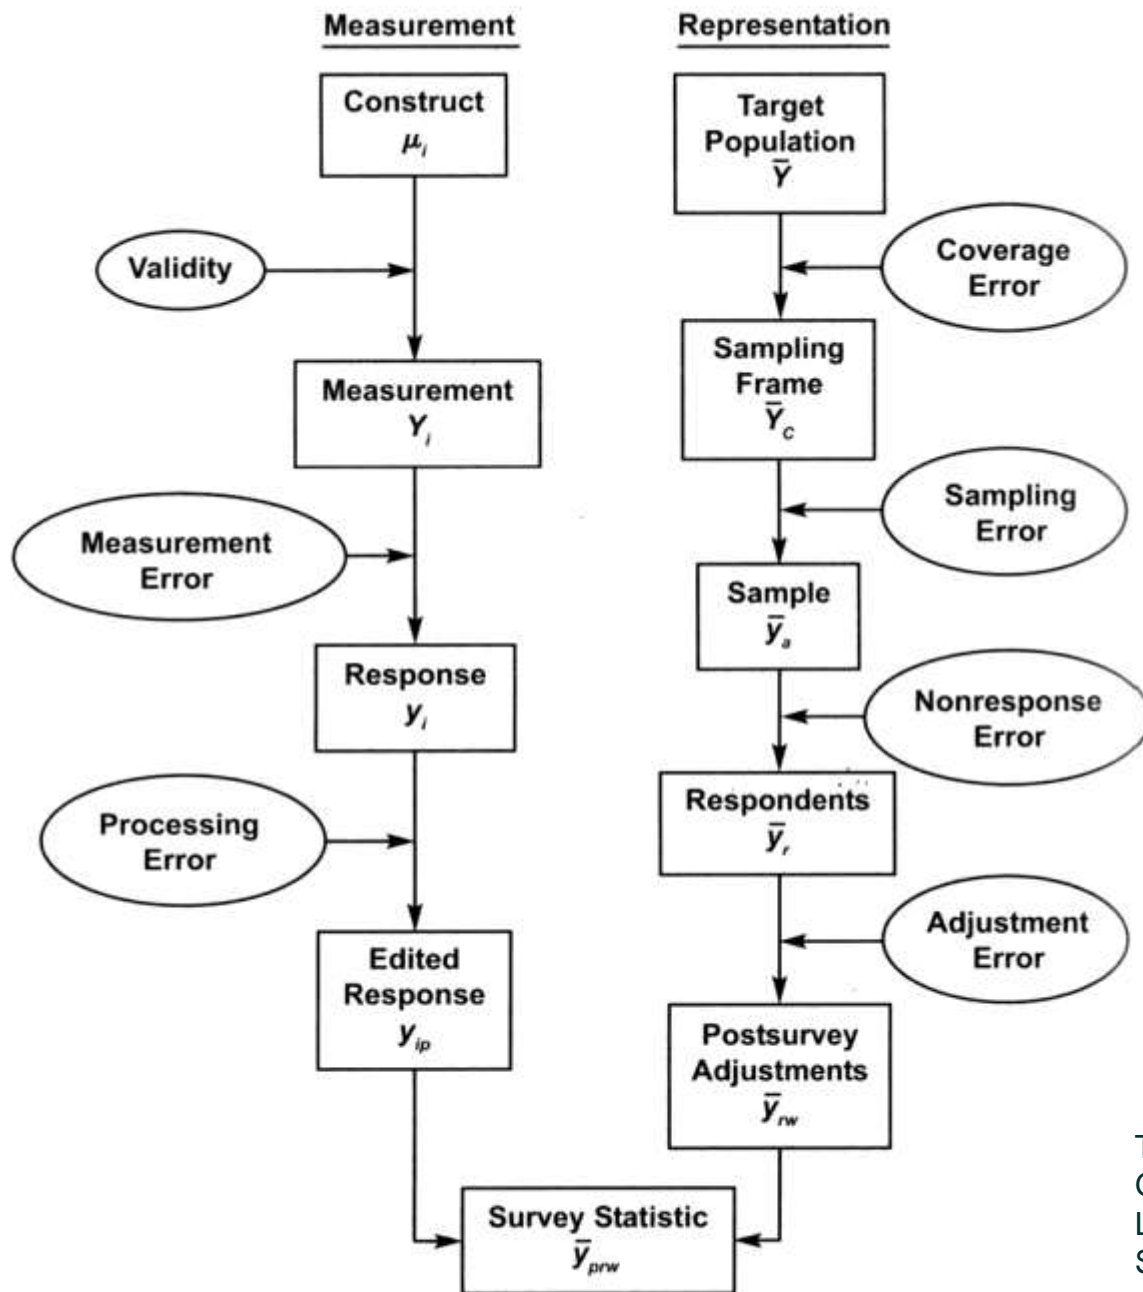 Measurement
Representation
Construct
μi
Target
Population
Ȳ
Validity
Coverage
Error
Measurement
Yi
Sampling
Frame
ȲC
Sampling
Error
Measurement
Error
Sample
ȳa
Response
yi
Nonresponse
Error
Respondents
ȳr
Processing
Error
Adjustment
Error
Edited
Response
yip
Postsurvey
Adjustments
ȳrw
Survey Statistic
ȳprw